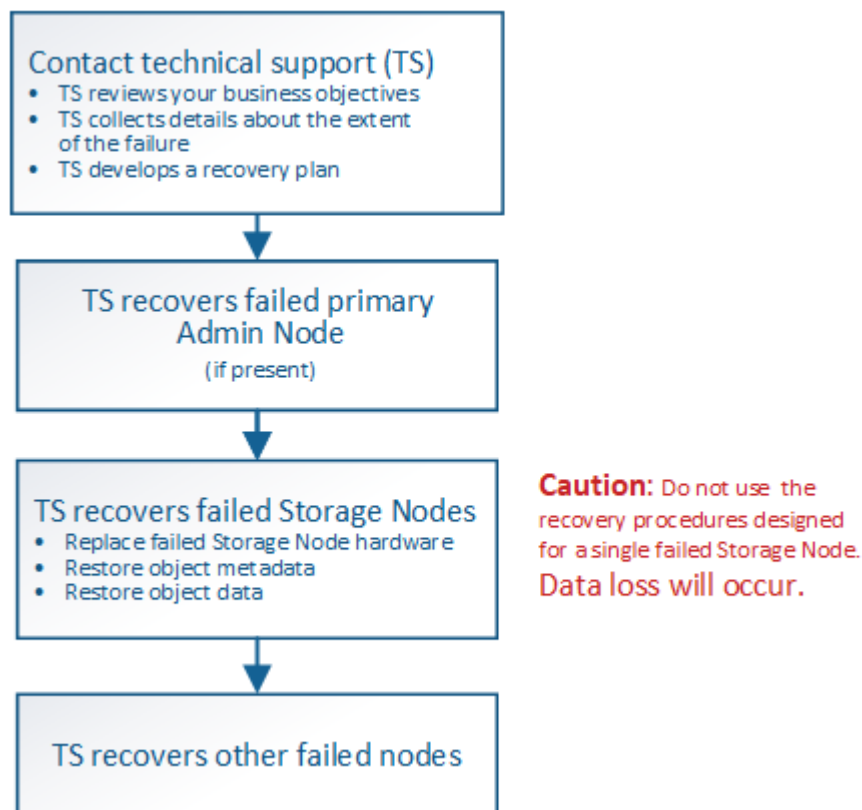 Contact technical support (TS)
• TS reviews your business objectives
• TS collects details about the extent
of the failure
• TS develops a recovery plan
TS recovers failed primary
Admin Node
(if present)
TS recovers failed Storage Nodes
• Replace failed Storage Node hardware
• Restore object metadata
• Restore object data
Caution: Do not use the
recovery procedures designed
for a single failed Storage Node.
Data loss will occur.
TS recovers other failed nodes